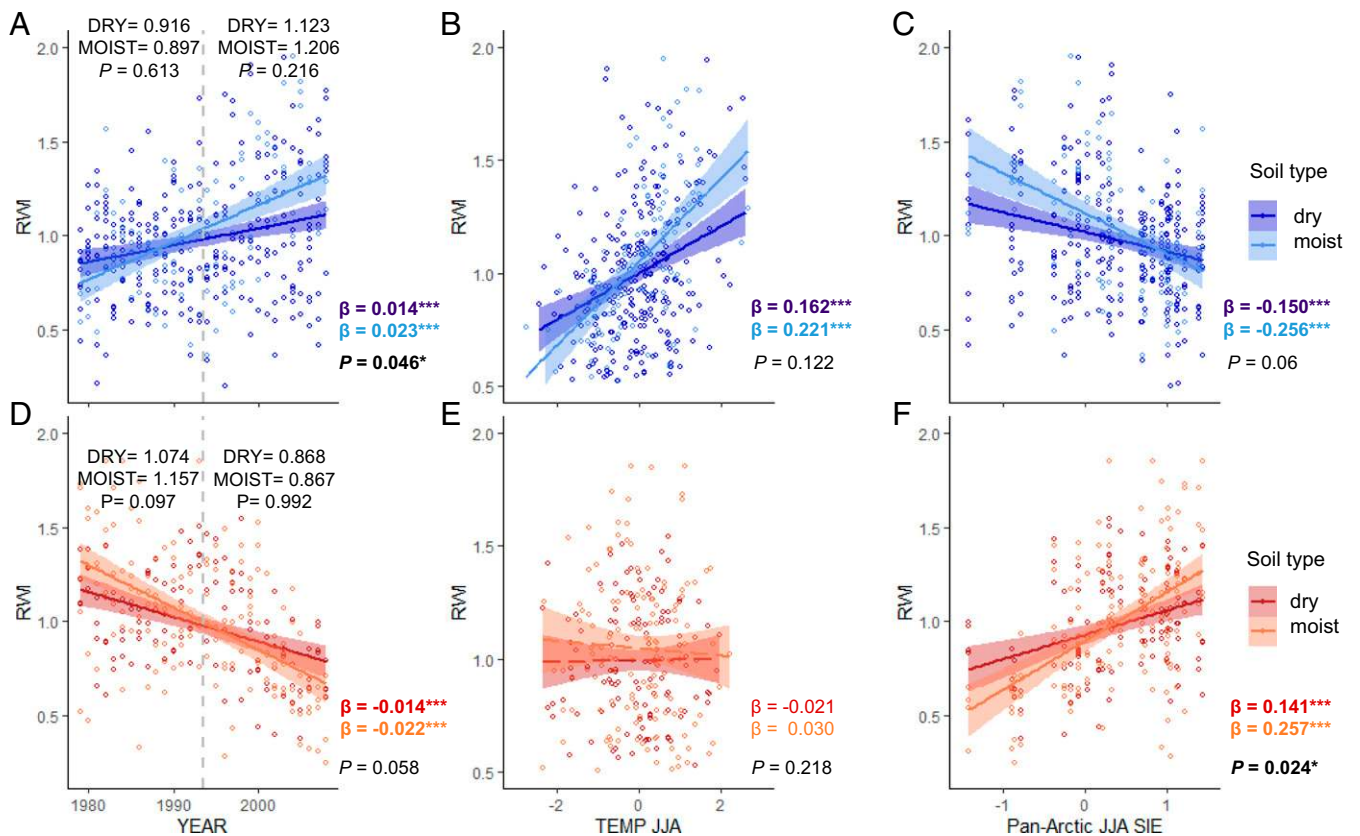 A
DRY= 0.916
MOIST= 0.897
P = 0.613
DRY= 1.123
MOIST= 1.206
P = 0.216
2.0
1.5
1.0
0.5
RWI
β = 0.014***
β = 0.023***
P = 0.046*
B
2.0
1.5
1.0
0.5
RWI
β = 0.162***
β = 0.221***
P = 0.122
C
2.0
1.5
1.0
0.5
RWI
β = -0.150***
β = -0.256***
P = 0.06
Soil type
dry
moist
D
DRY= 1.074
MOIST= 1.157
P= 0.097
DRY= 0.868
MOIST= 0.867
P= 0.992
2.0
1.5
1.0
0.5
RWI
β = -0.014***
β = -0.022***
P = 0.058
1980 1990 2000
YEAR
E
2.0
1.5
1.0
0.5
RWI
β = -0.021
β = 0.030
P = 0.218
-2 0 2
TEMP JJA
F
2.0
1.5
1.0
0.5
RWI
β = 0.141***
β = 0.257***
P = 0.024*
-1 0 1
Pan-Arctic JJA SIE
Soil type
dry
moist